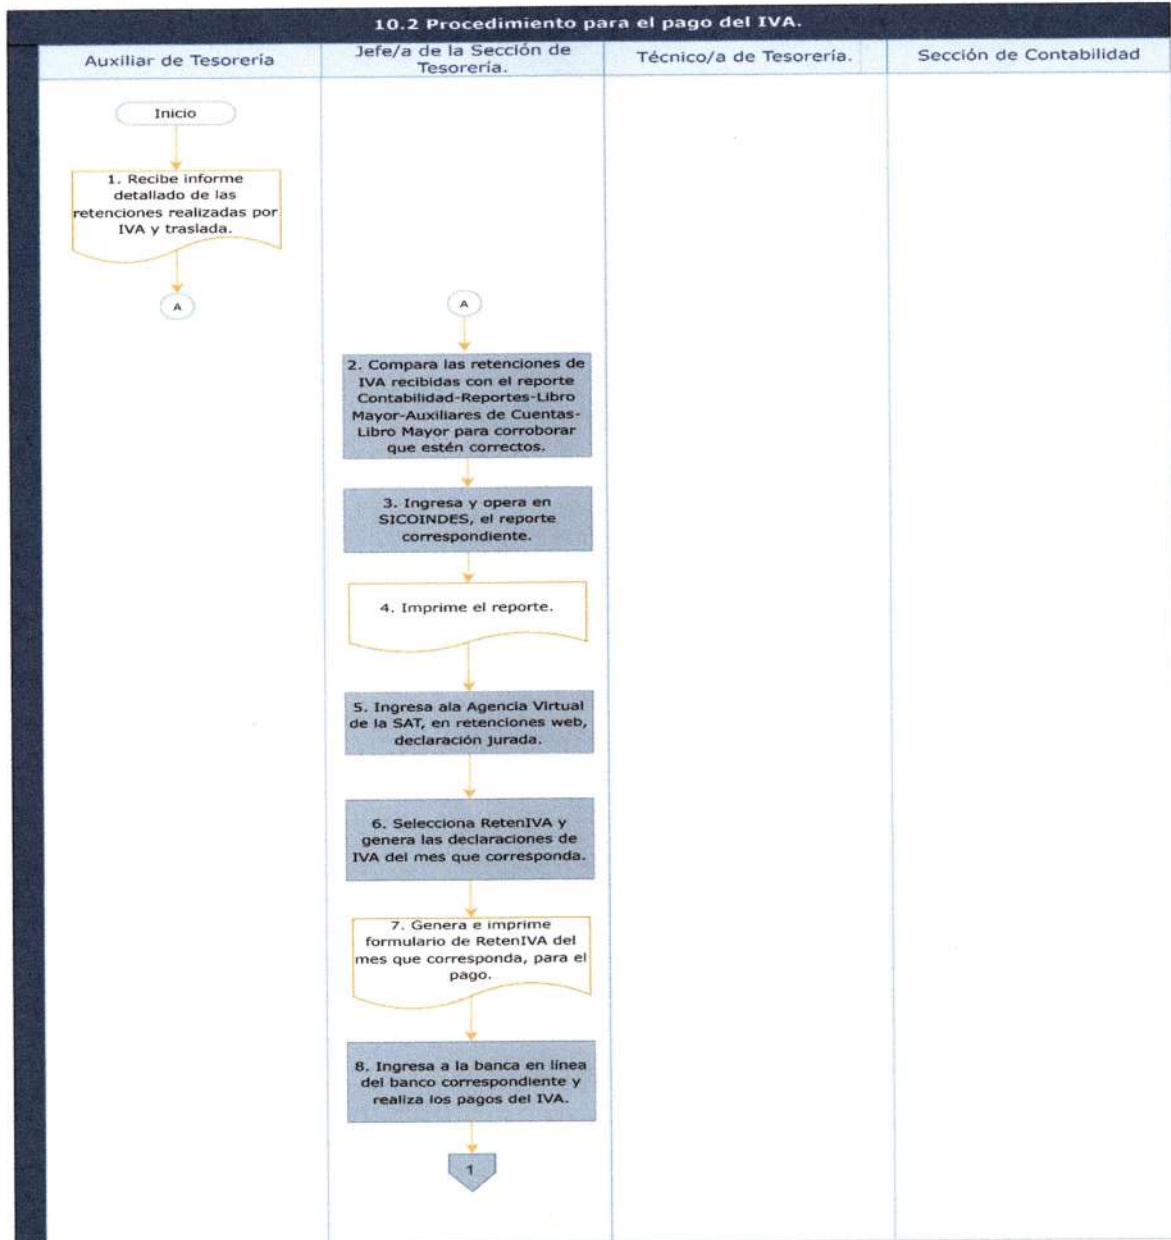 10.2 Procedimiento para el pago del IVA.
Auxiliar de Tesorería
Jefe/a de la Sección de
Tesorería.
Técnico/a de Tesorería.
Sección de Contabilidad
Inicio
1. Recibe informe
detallado de las
retenciones realizadas por
IVA y traslada.
A
A
2. Compara las retenciones de
IVA recibidas con el reporte
Contabilidad-Reportes-Libro
Mayor-Auxiliares de Cuentas-
Libro Mayor para corroborar
que estén correctos.
3. Ingresa y opera en
SICOINDES, el reporte
correspondiente.
4. Imprime el reporte.
5. Ingresa ala Agencia Virtual
de la SAT, en retenciones web,
declaración jurada.
6. Selecciona RetenIVA y
genera las declaraciones de
IVA del mes que corresponda.
7. Genera e imprime
formulario de RetenIVA del
mes que corresponda, para el
pago.
8. Ingresa a la banca en línea
del banco correspondiente y
realiza los pagos del IVA.
1